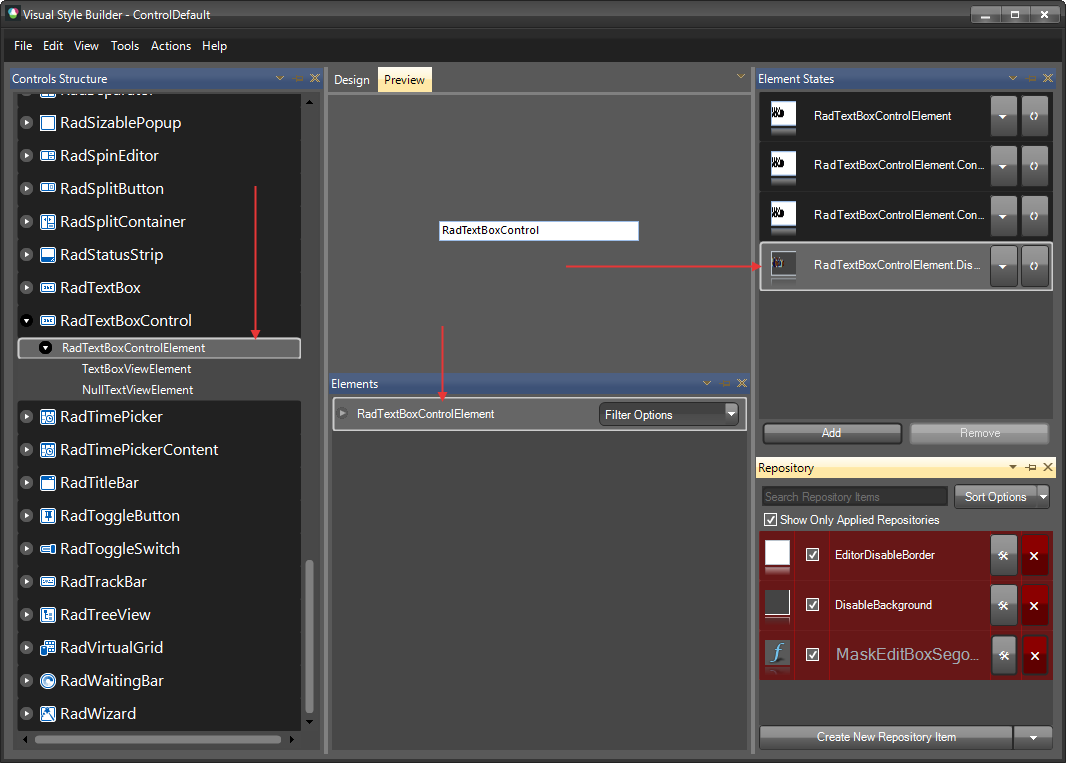 Visual Style Builder - ControlDefault
File Edit View Tools Actions Help
Controls Structure
RadSeparator
RadSizablePopup
RadSpinEditor
RadSplitButton
RadSplitContainer
RadStatusStrip
RadTextBox
RadTextBoxControl
RadTextBoxControlElement
TextBoxViewElement
NullTextViewElement
RadTimePicker
RadTimePickerContent
RadTitleBar
RadToggleButton
RadToggleSwitch
RadTrackBar
RadTreeView
RadVirtualGrid
RadWaitingBar
RadWizard
Design Preview
RadTextBoxControl
Elements
RadTextBoxControlElement Filter Options
Element States
RadTextBoxControlElement
RadTextBoxControlElement.Con...
RadTextBoxControlElement.Con...
RadTextBoxControlElement.Dis...
Add Remove
Repository
Search Repository Items Sort Options
Show Only Applied Repositories
EditorDisableBorder
DisableBackground
MaskEditBoxSego...
Create New Repository Item